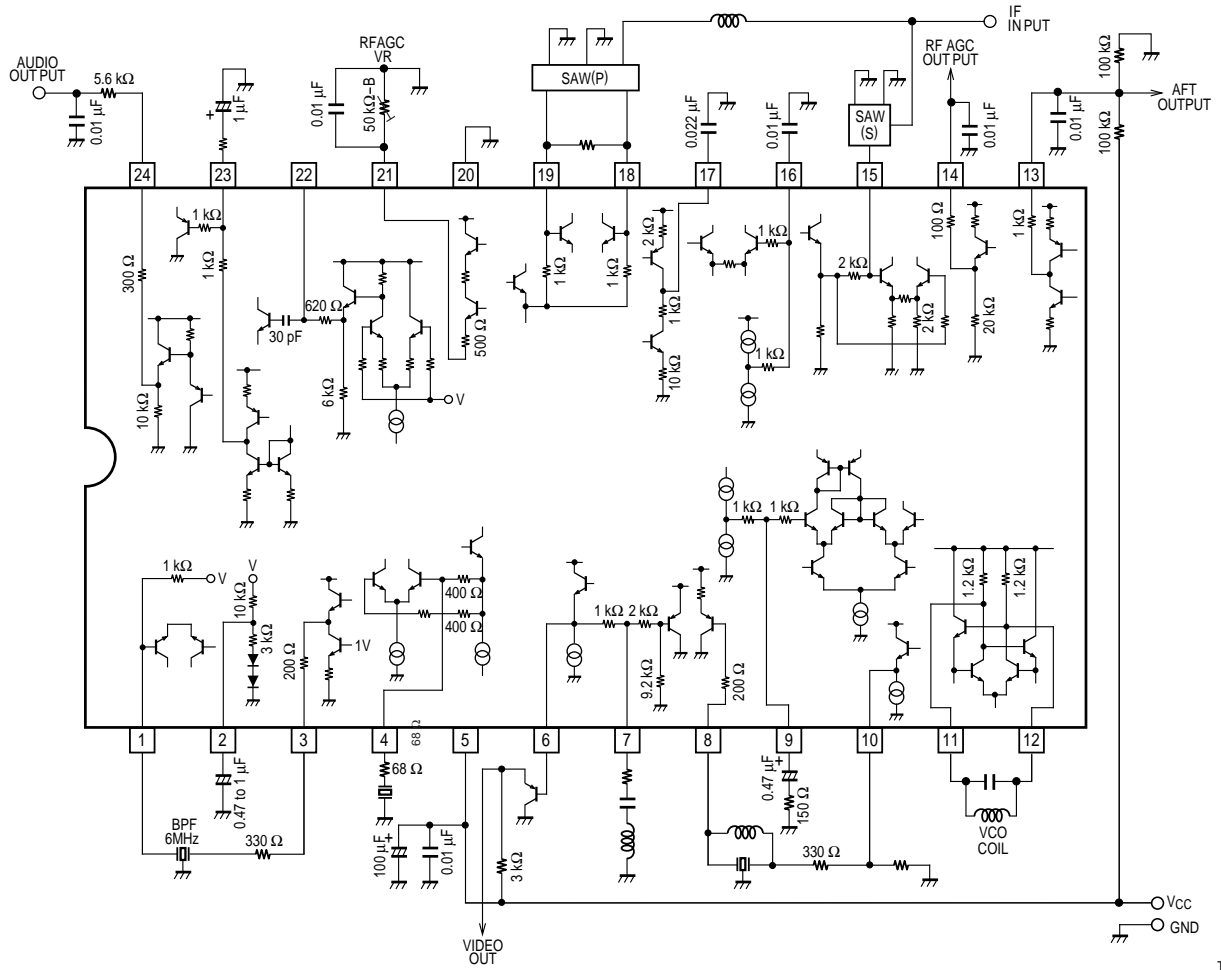 IF
INPUT
AUDIO
OUTPUT
5.6 kΩ
0.01 μF
1 μF
RFAGC
VR
0.01 μF
50 kΩ–B
SAW(P)
0.022 μF
0.01 μF
SAW
(S)
RF AGC
OUTPUT
0.01 μF
0.01 μF
100 kΩ
100 kΩ
AFT
OUTPUT
24
23
22
21
20
19
18
17
16
15
14
13
300 Ω
1 kΩ
1 kΩ
10 kΩ
30 pF
620 Ω
6 kΩ
500 Ω
V
1 kΩ
1 kΩ
2 kΩ
1 kΩ
10 kΩ
1 kΩ
1 kΩ
2 kΩ
2 kΩ
100 Ω
20 kΩ
1 kΩ
1 kΩ
V
V
10 kΩ
3 kΩ
200 Ω
1V
400 Ω
400 Ω
1 kΩ
2 kΩ
9.2 kΩ
200 Ω
1 kΩ
1 kΩ
1.2 kΩ
1.2 kΩ
1
2
3
4
5
6
7
8
9
10
11
12
68 Ω
68 Ω
0.47 to 1 μF
BPF
6MHz
330 Ω
100 μF
+
0.01 μF
3 kΩ
VIDEO
OUT
0.47 μF
+
150 Ω
330 Ω
VCO
COIL
VCC
GND